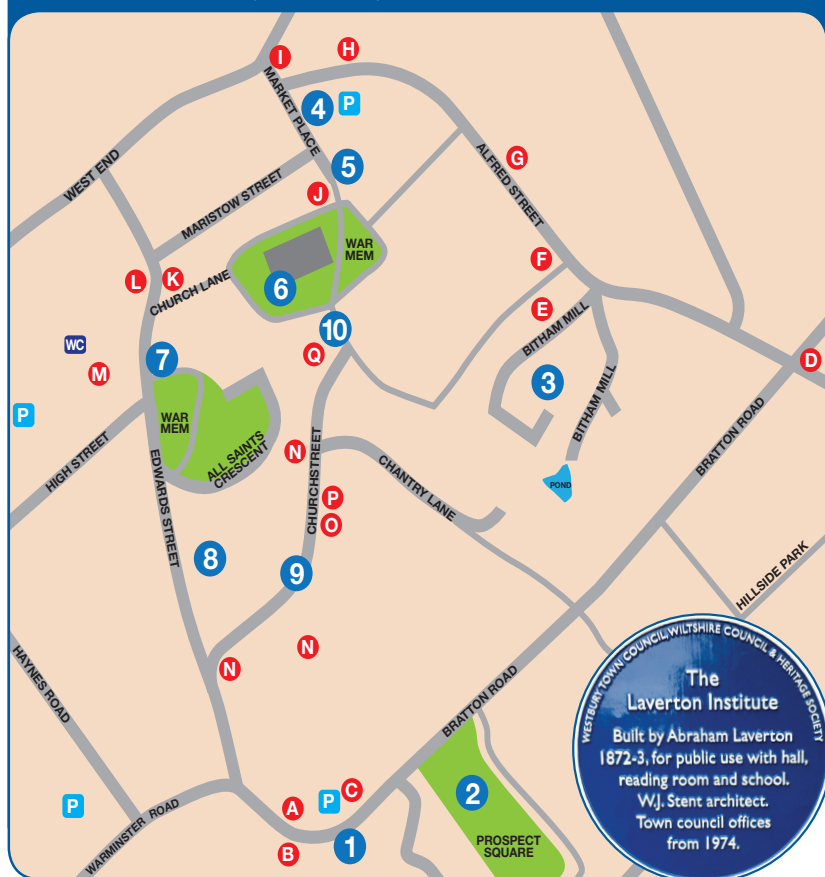 I
H
MARKET PLACE
4
P
WEST END
5
ALFRED STREET
G
MARISTOW STREET
J
WAR
MEM
F
L
K
CHURCH LANE
6
E
BITHAM MILL
10
WC
7
Q
D
M
3
P
WAR
MEM
BITHAM MILL
BRATTON ROAD
HIGH STREET
ALL SAINTS
CRESCENT
N
CHURCHSTREET
EDWARDS STREET
CHANTRY LANE
POND
P
O
8
9
HILLSIDE PARK
N
N
HAYNES ROAD
BRATTON ROAD
P
WARMINSTER ROAD
A
P
C
B
1
2
PROSPECT
SQUARE
WESTBURY TOWN COUNCIL, WILTSHIRE COUNCIL & HERITAGE SOCIETY
The
Laverton Institute
Built by Abraham Laverton
1872-3, for public use with hall,
reading room and school.
W.J. Stent architect.
Town council offices
from 1974.